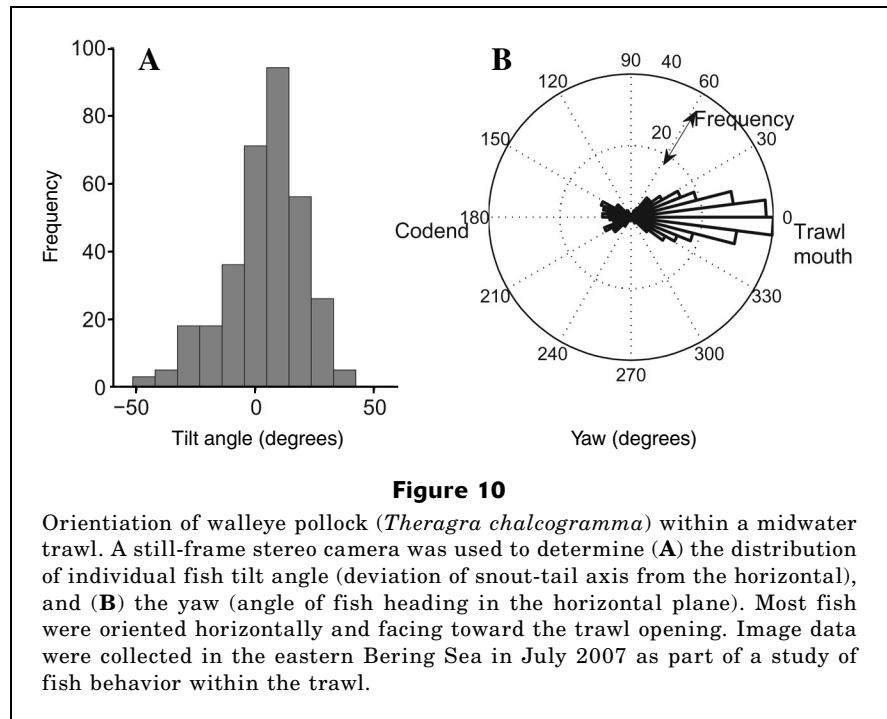 A
100
80
60
40
20
0
Frequency
−50
0
50
Tilt angle (degrees)
B
90
40
60
120
Frequency
20
30
150
Codend
180
0
Trawl
mouth
210
330
240
300
270
Yaw (degrees)
Figure 10
Orientiation of walleye pollock (Theragra chalcogramma) within a midwater
trawl. A still-frame stereo camera was used to determine (A) the distribution
of individual fish tilt angle (deviation of snout-tail axis from the horizontal),
and (B) the yaw (angle of fish heading in the horizontal plane). Most fish
were oriented horizontally and facing toward the trawl opening. Image data
were collected in the eastern Bering Sea in July 2007 as part of a study of
fish behavior within the trawl.